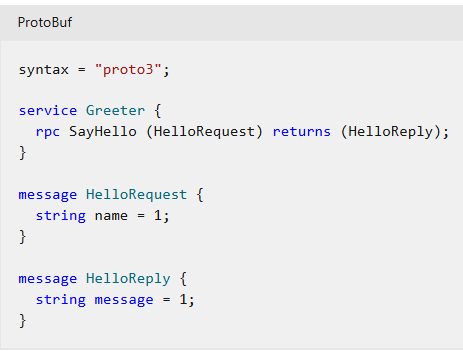 ProtoBuf
syntax = "proto3";
service Greeter {
rpc SayHello (HelloRequest) returns (HelloReply);
}
message HelloRequest {
string name = 1;
}
message HelloReply {
string message = 1;
}